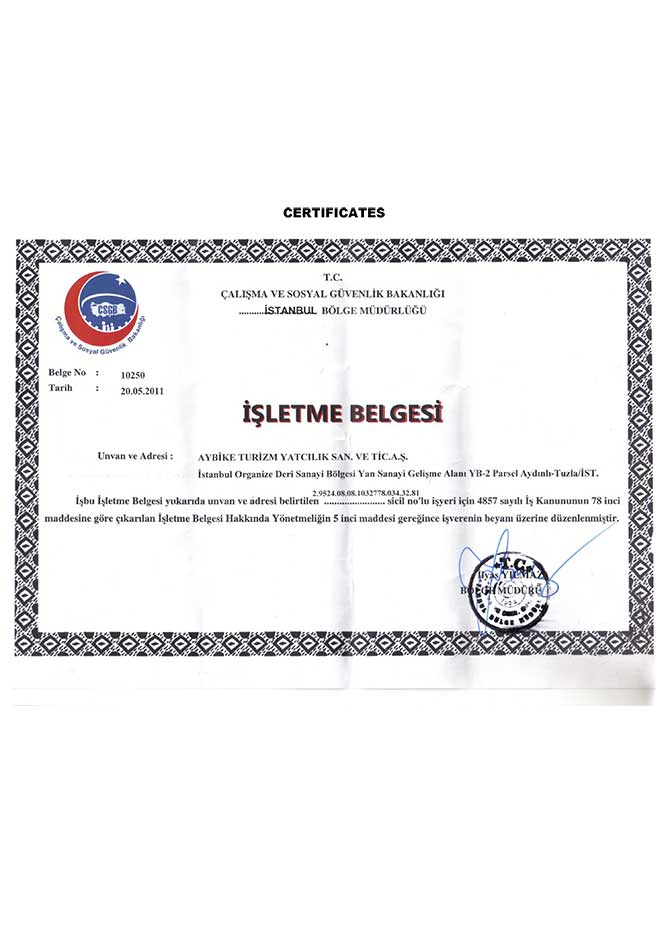 CERTIFICATES
T.C.
ÇALIŞMA VE SOSYAL GÜVENLİK BAKANLIĞI
..........İSTANBUL BÖLGE MÜDÜRLÜĞÜ
ÇSGB
Çalışma ve Sosyal Güvenlik Bakanlığı
Belge No : 10250
Tarih : 20.05.2011
İŞLETME BELGESİ
Unvan ve Adresi : AYBİKE TURİZM YATCILIK SAN. VE TİC.A.Ş.
İstanbul Organize Deri Sanayi Bölgesi Yan Sanayi Gelişme Alanı YB-2 Parsel Aydınlı-Tuzla/İST.
2.9524.08.08.1032778.034.32.81
İşbu İşletme Belgesi yukarıda unvan ve adresi belirtilen ........................ sicil no'lu işyeri için 4857 sayılı İş Kanununun 78 inci
maddesine göre çıkarılan İşletme Belgesi Hakkında Yönetmeliğin 5 inci maddesi gereğince işverenin beyanı üzerine düzenlenmiştir.
T.C.
İlyas YILMAZ
BÖLGE MÜDÜRÜ